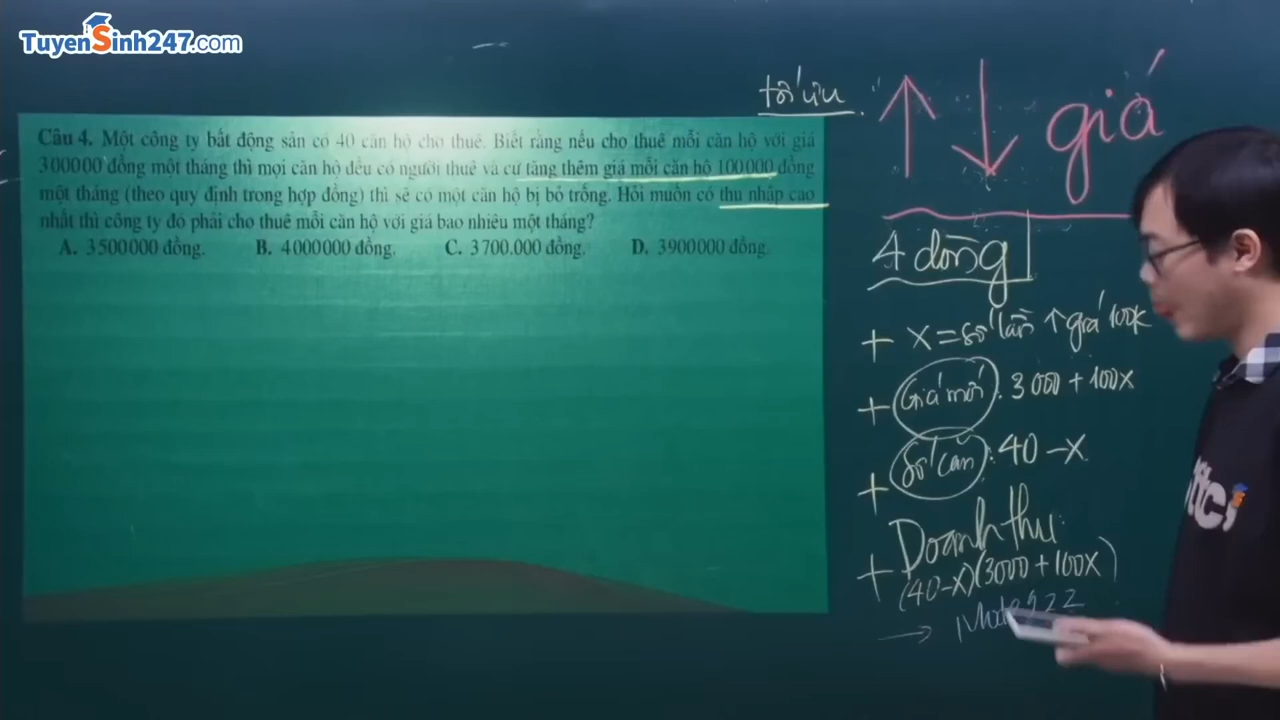 TuyenSinh247.com
Câu 4. Một công ty bất động sản có 40 căn hộ cho thuê. Biết rằng nếu cho thuê mỗi căn hộ với giá
3000000 đồng một tháng thì mọi căn hộ đều có người thuê và cứ tăng thêm giá mỗi căn hộ 100000 đồng
một tháng (theo quy định trong hợp đồng) thì sẽ có một căn hộ bị bỏ trống. Hỏi muốn có thu nhập cao
nhất thì công ty đó phải cho thuê mỗi căn hộ với giá bao nhiêu một tháng?
A. 3500000 đồng. B. 4000000 đồng. C. 3700.000 đồng. D. 3900000 đồng.
tối ưu
giá
4 dòng
+ x = số lần ↑ giá 100k
+ Giá mới: 3000 + 100x
+ Số căn: 40 - x
+ Doanh thu:
(40-x)(3000+100x)
→